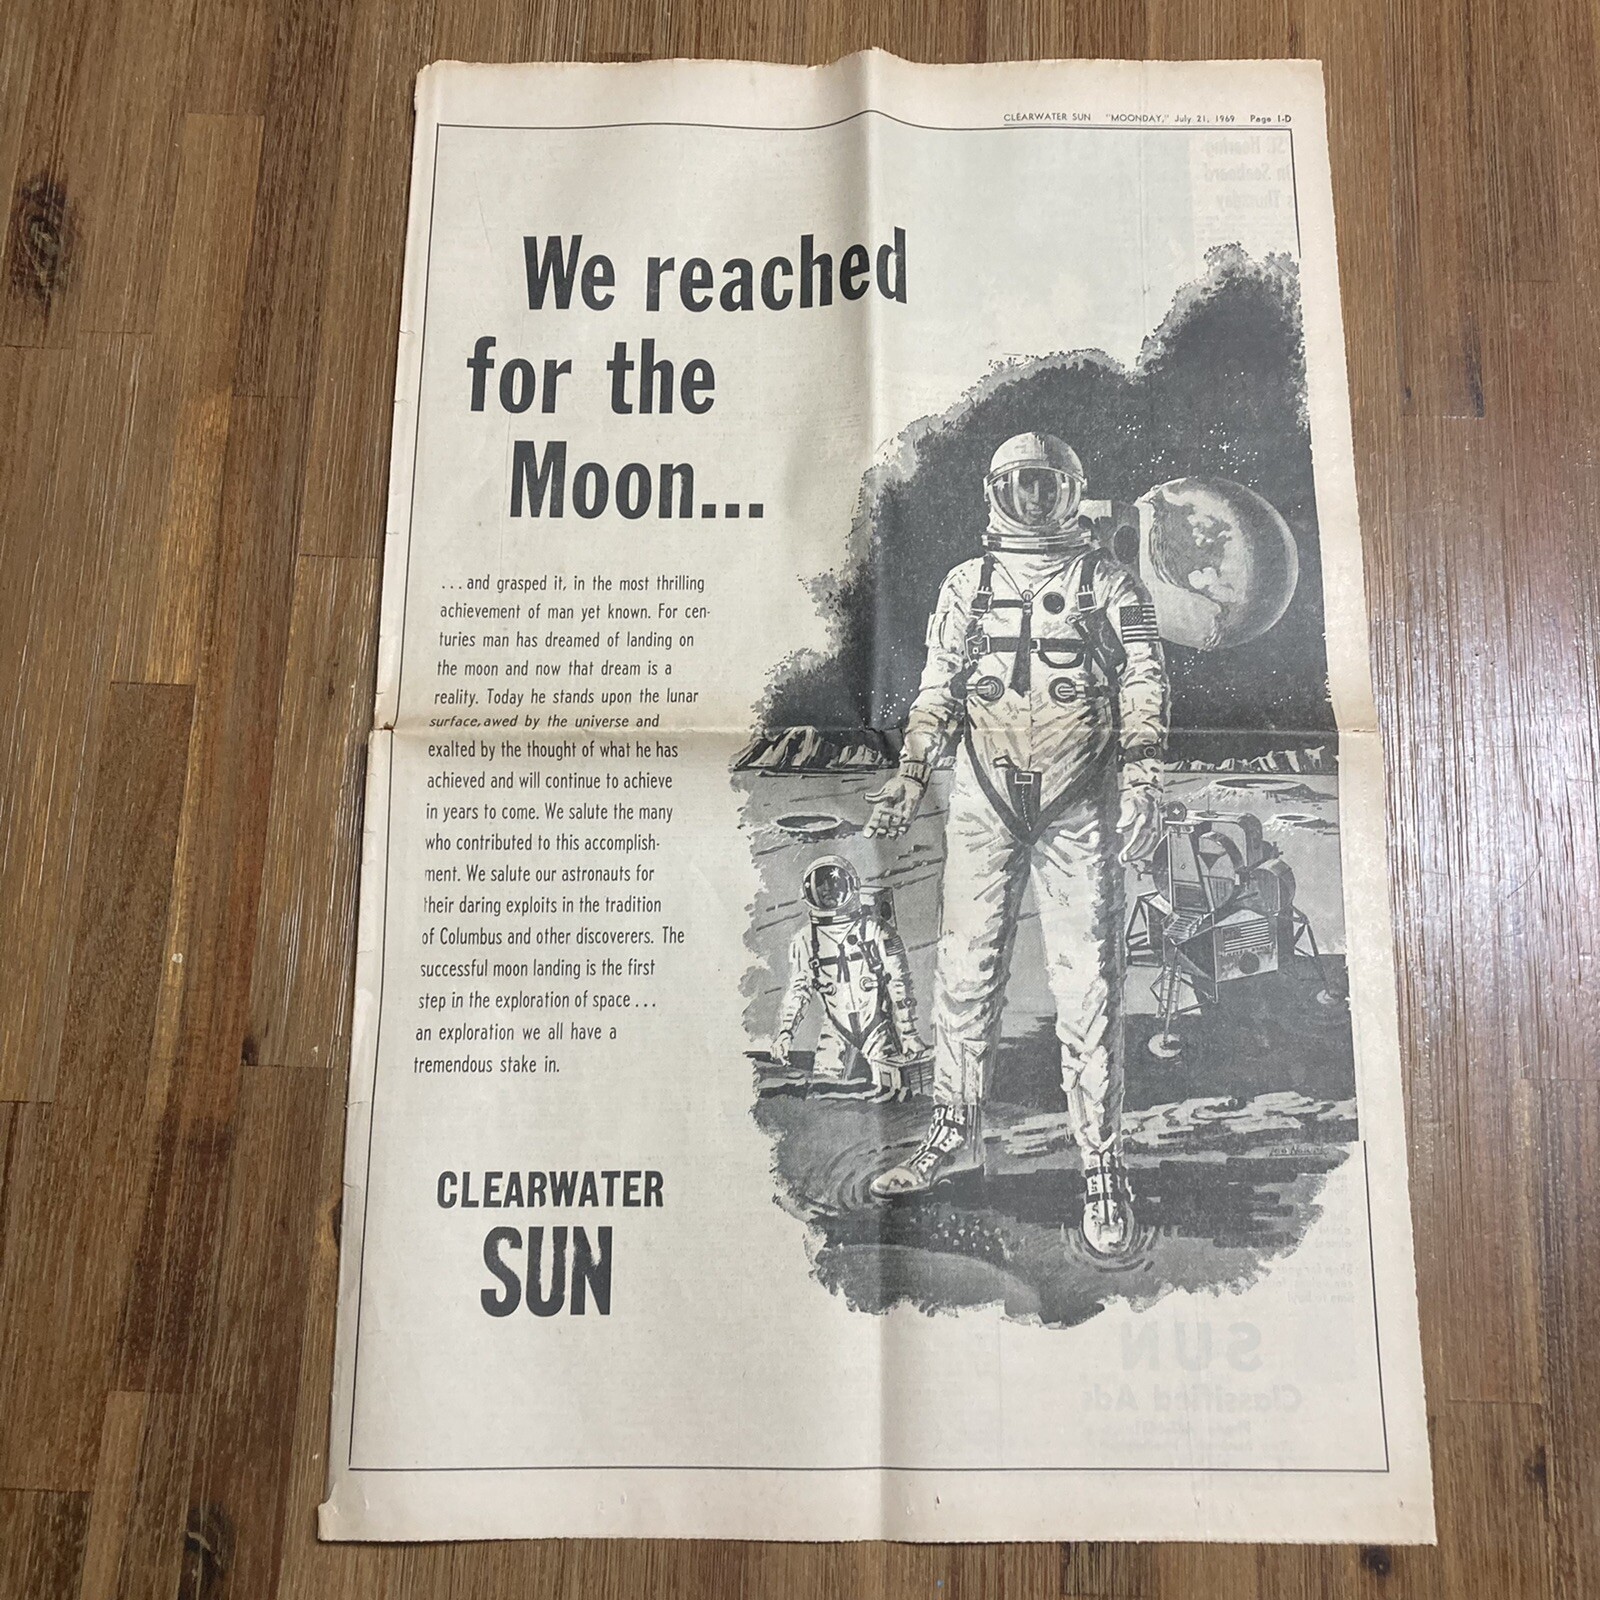 CLEARWATER SUN "MOONDAY," July 21, 1969 Page 1-D
We reached
for the
Moon...
...and grasped it, in the most thrilling
achievement of man yet known. For cen-
turies man has dreamed of landing on
the moon and now that dream is a
reality. Today he stands upon the lunar
surface, awed by the universe and
exalted by the thought of what he has
achieved and will continue to achieve
in years to come. We salute the many
who contributed to this accomplish-
ment. We salute our astronauts for
their daring exploits in the tradition
of Columbus and other discoverers. The
successful moon landing is the first
step in the exploration of space...
an exploration we all have a
tremendous stake in.
CLEARWATER
SUN
SUN
Classified Ads